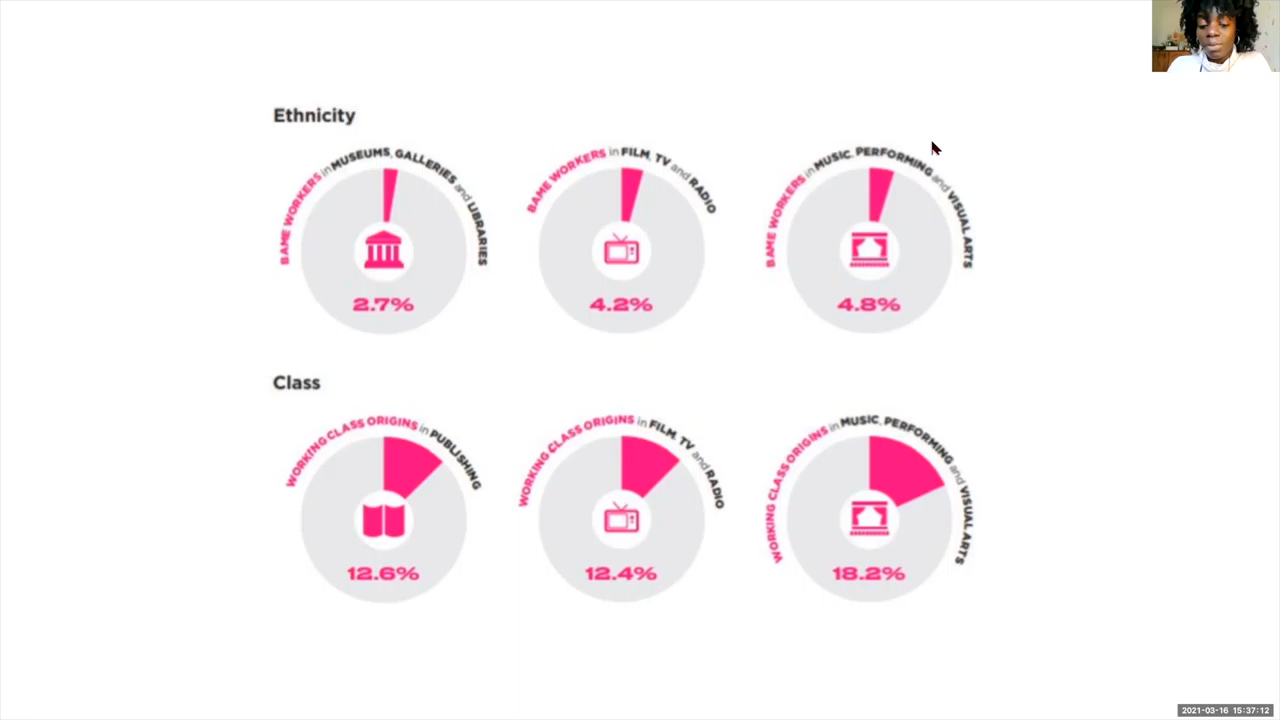 Ethnicity
BAME WORKERS in MUSEUMS, GALLERIES and LIBRARIES
2.7%
BAME WORKERS in FILM, TV and RADIO
4.2%
BAME WORKERS in MUSIC, PERFORMING and VISUAL ARTS
4.8%
Class
WORKING CLASS ORIGINS in PUBLISHING
12.6%
WORKING CLASS ORIGINS in FILM, TV and RADIO
12.4%
WORKING CLASS ORIGINS in MUSIC, PERFORMING and VISUAL ARTS
18.2%
2021-03-16 15:37:12